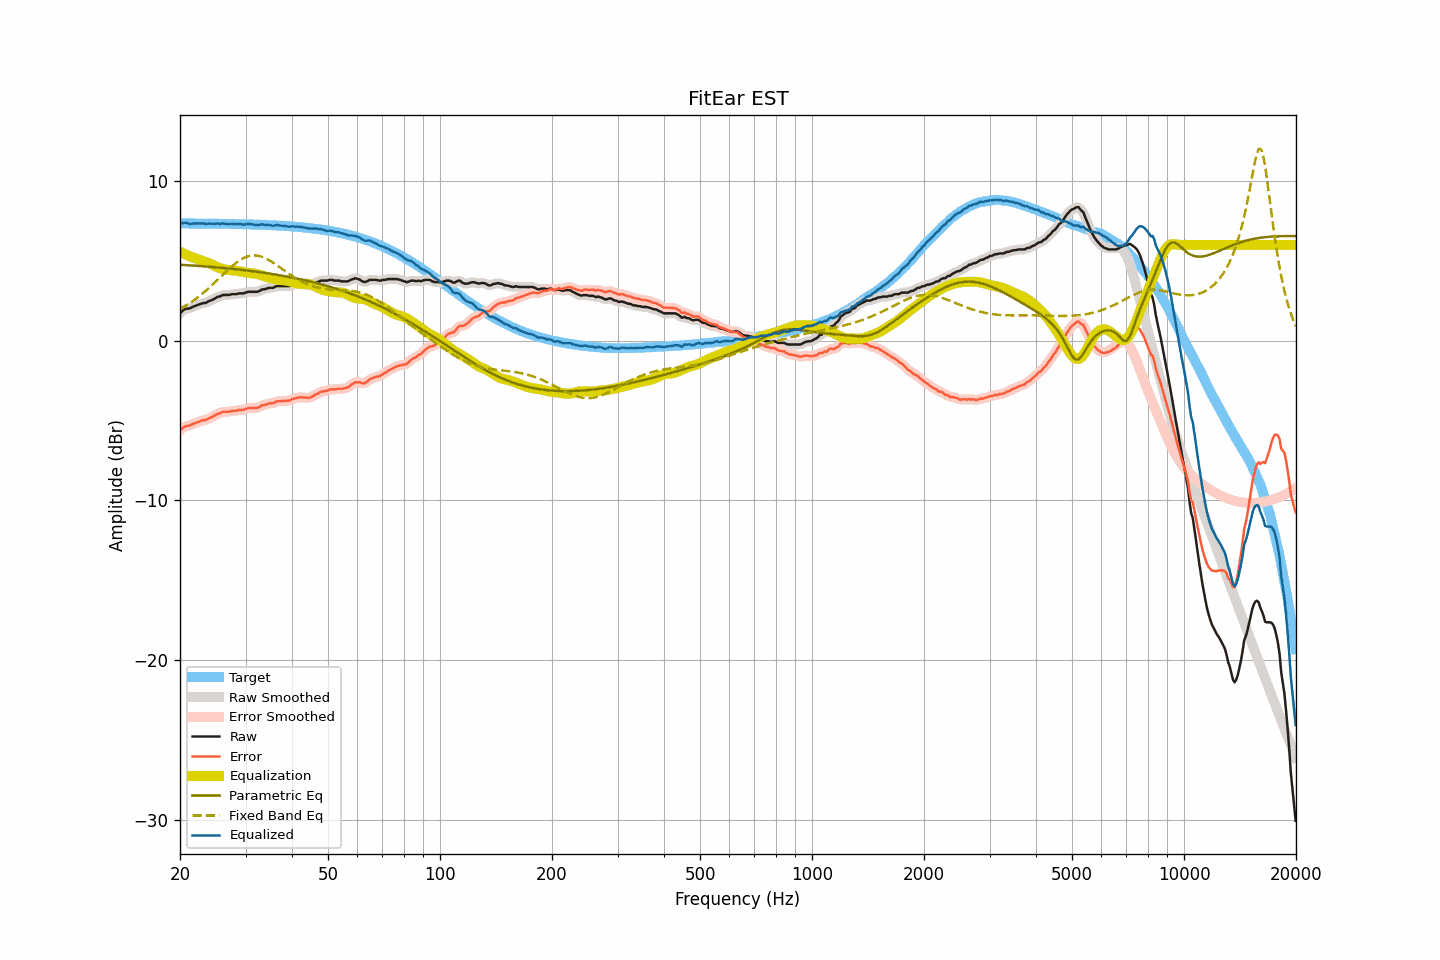 FitEar EST
Amplitude (dBr)
10
0
−10
−20
−30
Target
Raw Smoothed
Error Smoothed
Raw
Error
Equalization
Parametric Eq
Fixed Band Eq
Equalized
20 50 100 200 500 1000 2000 5000 10000 20000
Frequency (Hz)